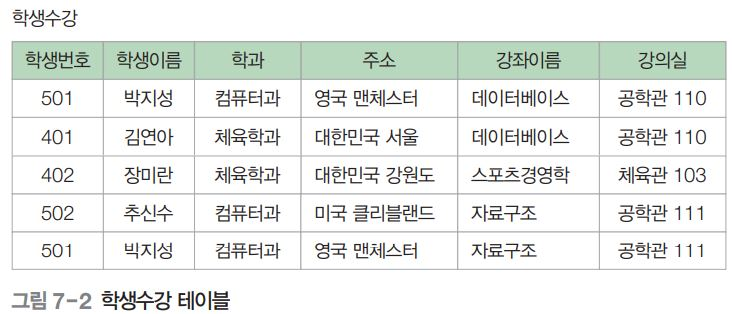 학생수강
학생번호 학생이름 학과 주소 강좌이름 강의실
501 박지성 컴퓨터과 영국 맨체스터 데이터베이스 공학관 110
401 김연아 체육학과 대한민국 서울 데이터베이스 공학관 110
402 장미란 체육학과 대한민국 강원도 스포츠경영학 체육관 103
502 추신수 컴퓨터과 미국 클리블랜드 자료구조 공학관 111
501 박지성 컴퓨터과 영국 맨체스터 자료구조 공학관 111
그림 7-2 학생수강 테이블